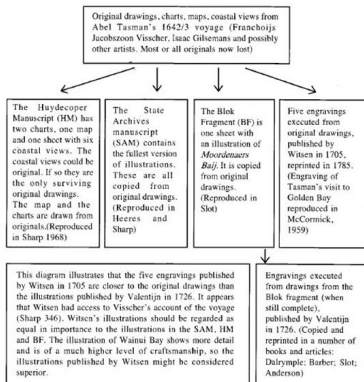 Original drawings, charts, maps, coastal views from
Abel Tasman's 1642/3 voyage (Franchoijs
Jacobszoon Visscher, Isaac Gilsemans and possibly
other artists. Most or all originals now lost)
The Huydecoper
Manuscript (HM) has
two charts, one map
and one sheet with six
coastal views. The
coastal views could be
original. If so they are
the only surviving
original drawings.
The map and the
charts are drawn from
originals.(Reproduced
in Sharp 1968)
The State
Archives
manuscript
(SAM) contains
the fullest version
of illustrations.
These are all
copied from
original drawings.
(Reproduced in
Heeres and
Sharp)
The Blok
Fragment (BF) is
one sheet with
an illustration of
Moordenaers
Baij. It is copied
from original
drawings.
(Reproduced in
Slot)
Five engravings
executed from
original drawings,
published by
Witsen in 1705,
reprinted in 1785.
(Engraving of
Tasman's visit to
Golden Bay
reproduced in
McCormick,
1959)
This diagram illustrates that the five engravings published
by Witsen in 1705 are closer to the original drawings than
the illustrations published by Valentijn in 1726. It appears
that Witsen had access to Visscher's account of the voyage
(Sharp 346). Witsen's illustrations should be regarded as
equal in importance to the illustrations in the SAM, HM
and BF. The illustration of Wainui Bay shows more detail
and is of a much higher level of craftsmanship, so the
illustrations published by Witsen might be considered
superior.
Engravings executed
from drawings from the
Blok fragment (when
still complete),
published by Valentijn
in 1726. (Copied and
reprinted in a number of
books and articles:
Dalrymple; Barber; Slot;
Anderson)